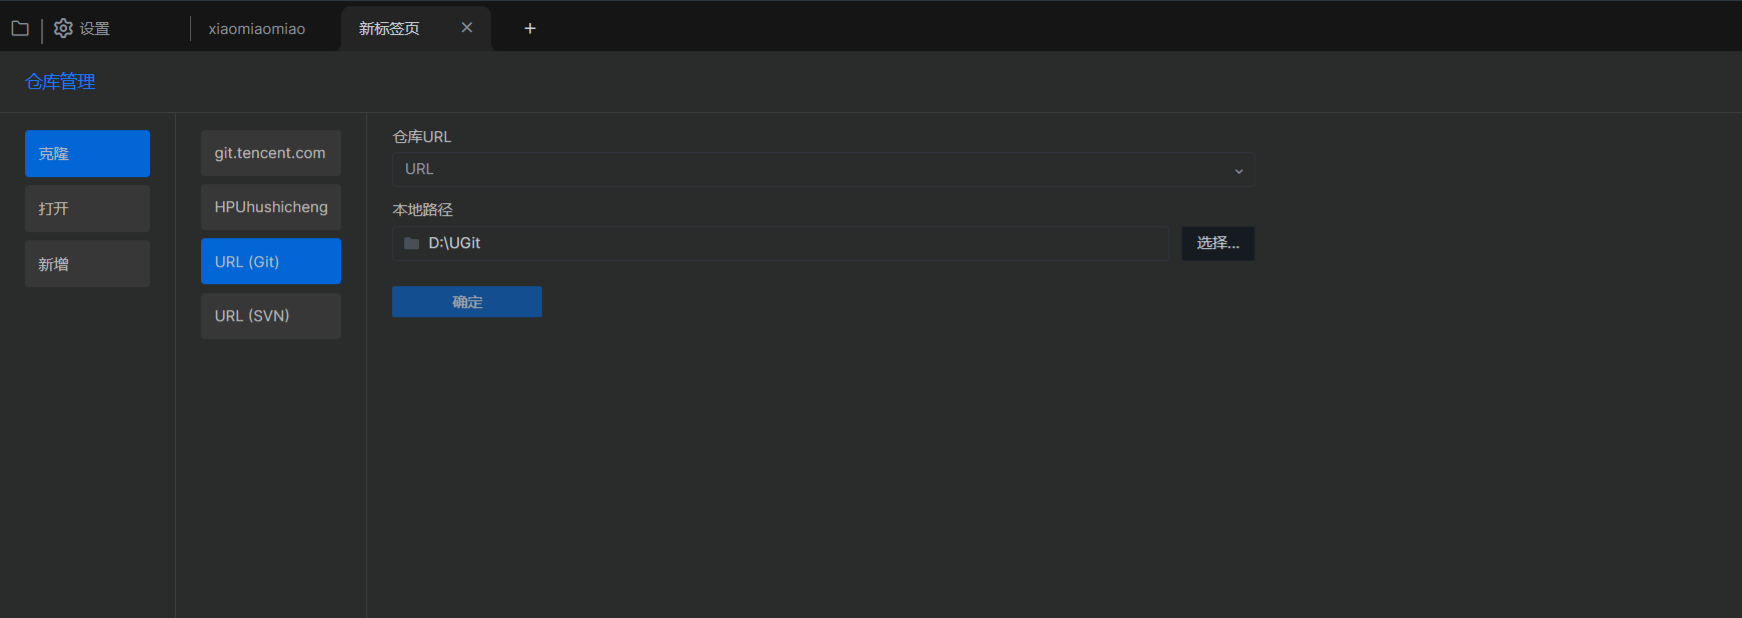 设置
xiaomiaomiao
新标签页
仓库管理
克隆
打开
新增
git.tencent.com
HPUhushicheng
URL (Git)
URL (SVN)
仓库URL
URL
本地路径
D:\UGit
选择...
确定